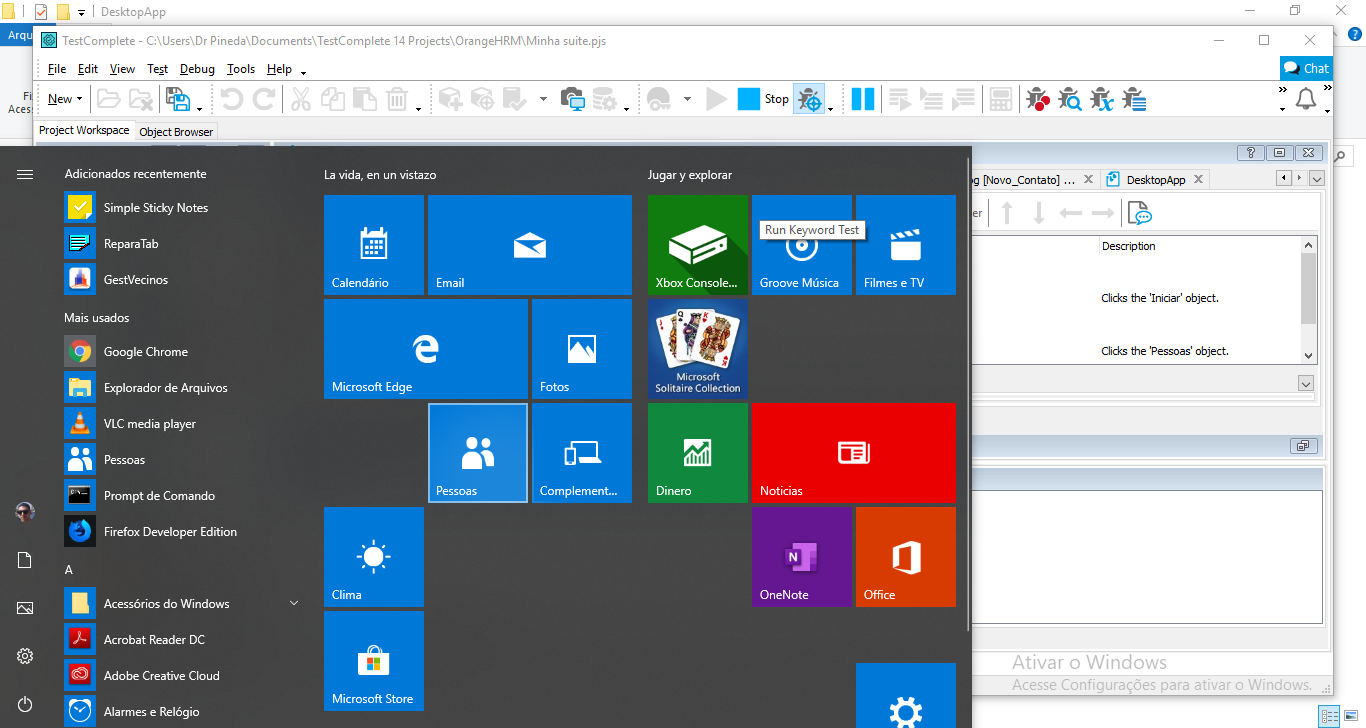 DesktopApp
Arqu
TestComplete - C:\Users\Dr Pineda\Documents\TestComplete 14 Projects\OrangeHRM\Minha suite.pjs
File Edit View Test Debug Tools Help
Chat
New
Stop
Project Workspace Object Browser
[Novo_Contato] ...
DesktopApp
Run Keyword Test
Description
Clicks the 'Iniciar' object.
Clicks the 'Pessoas' object.
Adicionados recentemente
Simple Sticky Notes
ReparaTab
GestVecinos
Mais usados
Google Chrome
Explorador de Arquivos
VLC media player
Pessoas
Prompt de Comando
Firefox Developer Edition
A
Acessórios do Windows
Acrobat Reader DC
Adobe Creative Cloud
Alarmes e Relógio
La vida, en un vistazo
Calendário
Email
Microsoft Edge
Fotos
Pessoas
Complement...
Clima
Microsoft Store
Jugar y explorar
Xbox Console...
Groove Música
Filmes e TV
Microsoft
Solitaire Collection
Dinero
Noticias
OneNote
Office
Ativar o Windows
Acesse Configurações para ativar o Windows.